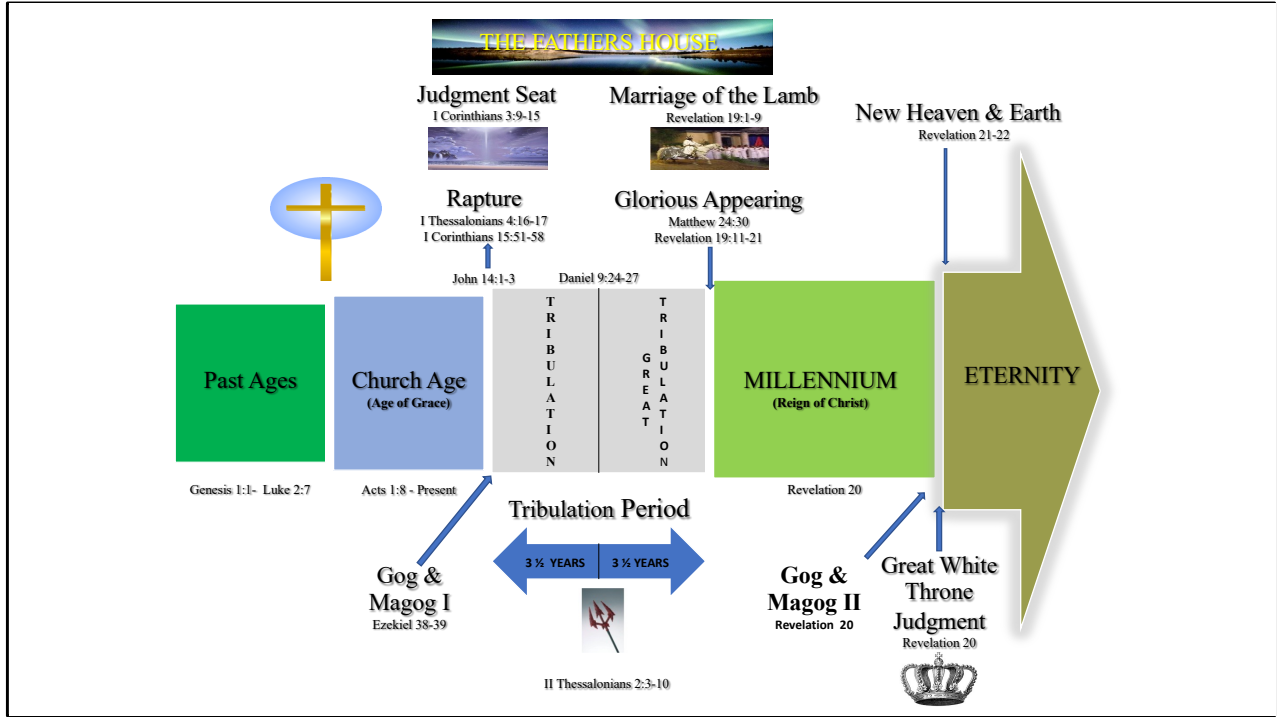 THE FATHERS HOUSE
Judgment Seat
I Corinthians 3:9-15
Marriage of the Lamb
Revelation 19:1-9
New Heaven & Earth
Revelation 21-22
Rapture
I Thessalonians 4:16-17
I Corinthians 15:51-58
Glorious Appearing
Matthew 24:30
Revelation 19:11-21
John 14:1-3
Daniel 9:24-27
Past Ages
Church Age
(Age of Grace)
TRIBULATION
GREAT
TRIBULATION
MILLENNIUM
(Reign of Christ)
ETERNITY
Genesis 1:1- Luke 2:7
Acts 1:8 - Present
Revelation 20
Tribulation Period
3 ½ YEARS
3 ½ YEARS
Gog &
Magog I
Ezekiel 38-39
Gog &
Magog II
Revelation 20
Great White
Throne
Judgment
Revelation 20
II Thessalonians 2:3-10